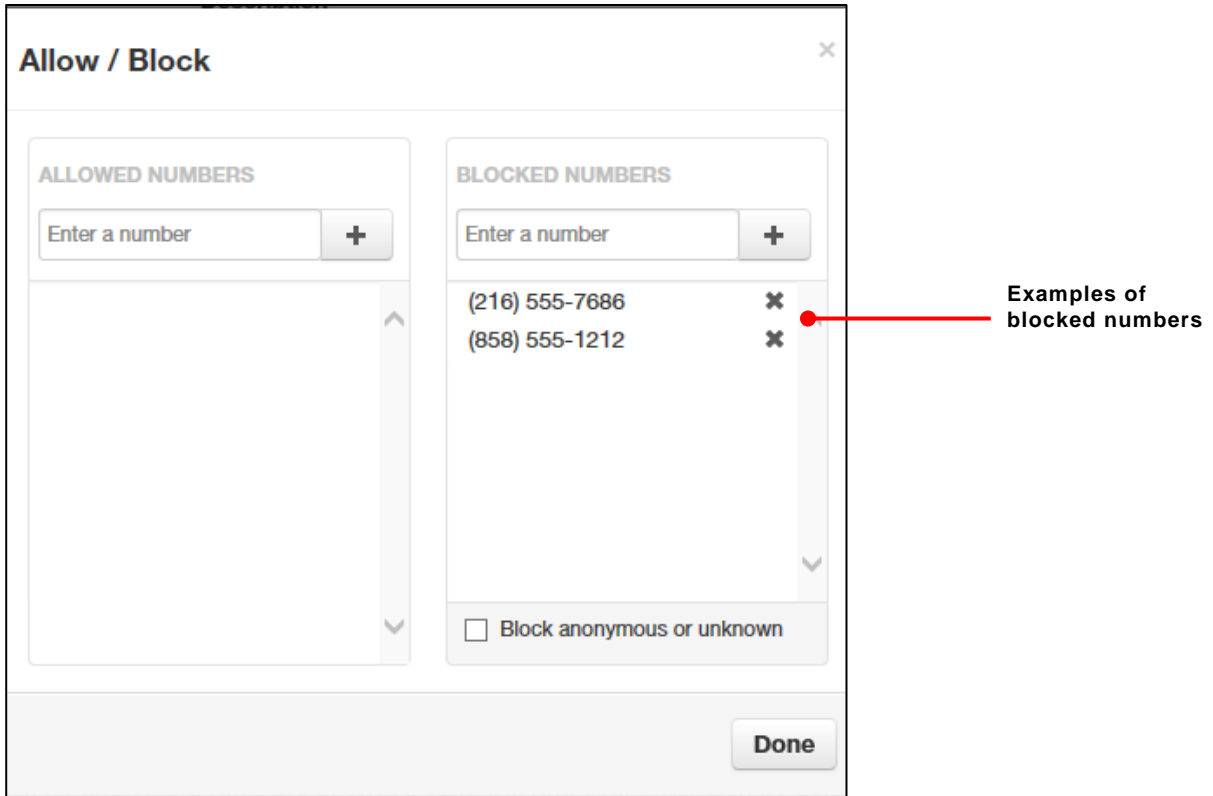 Allow / Block
×
ALLOWED NUMBERS
Enter a number
+
BLOCKED NUMBERS
Enter a number
+
(216) 555-7686
(858) 555-1212
Block anonymous or unknown
Done
Examples of
blocked numbers